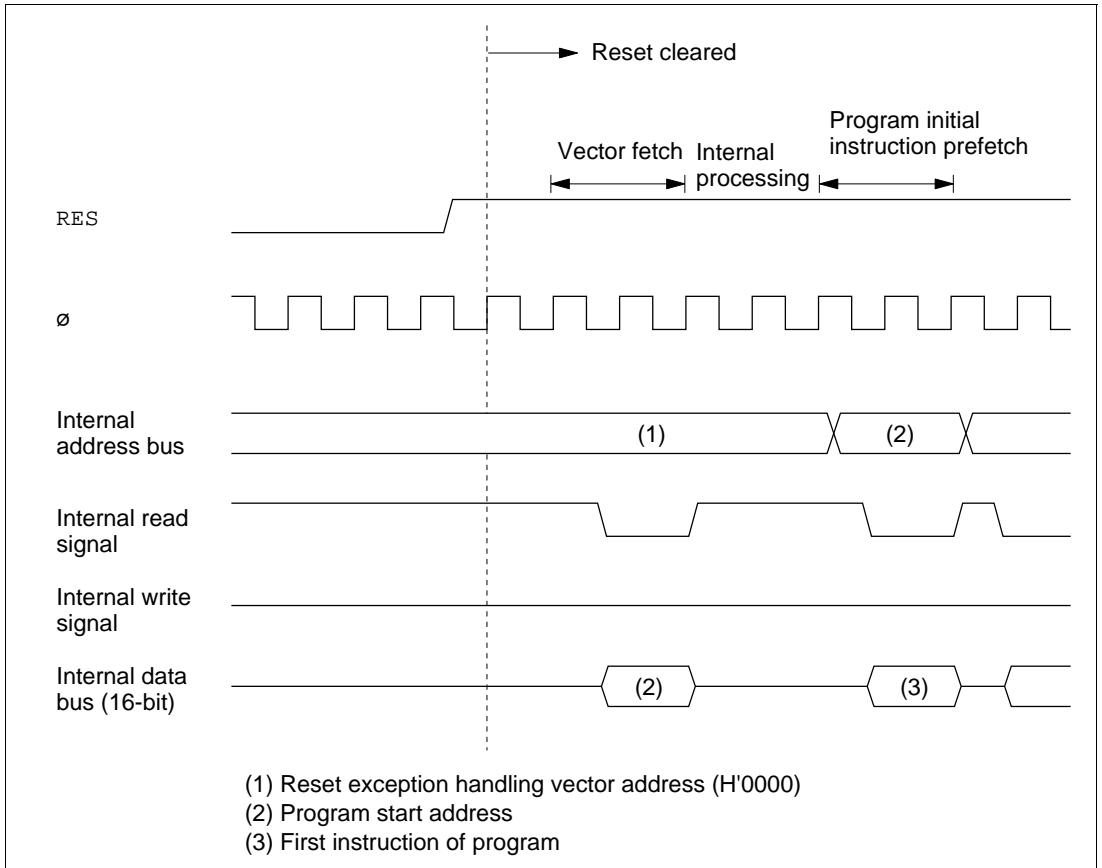 Reset cleared
Vector fetch
Internal
processing
Program initial
instruction prefetch
RES
ø
Internal
address bus
(1)
(2)
Internal read
signal
Internal write
signal
Internal data
bus (16-bit)
(2)
(3)
(1) Reset exception handling vector address (H'0000)
(2) Program start address
(3) First instruction of program